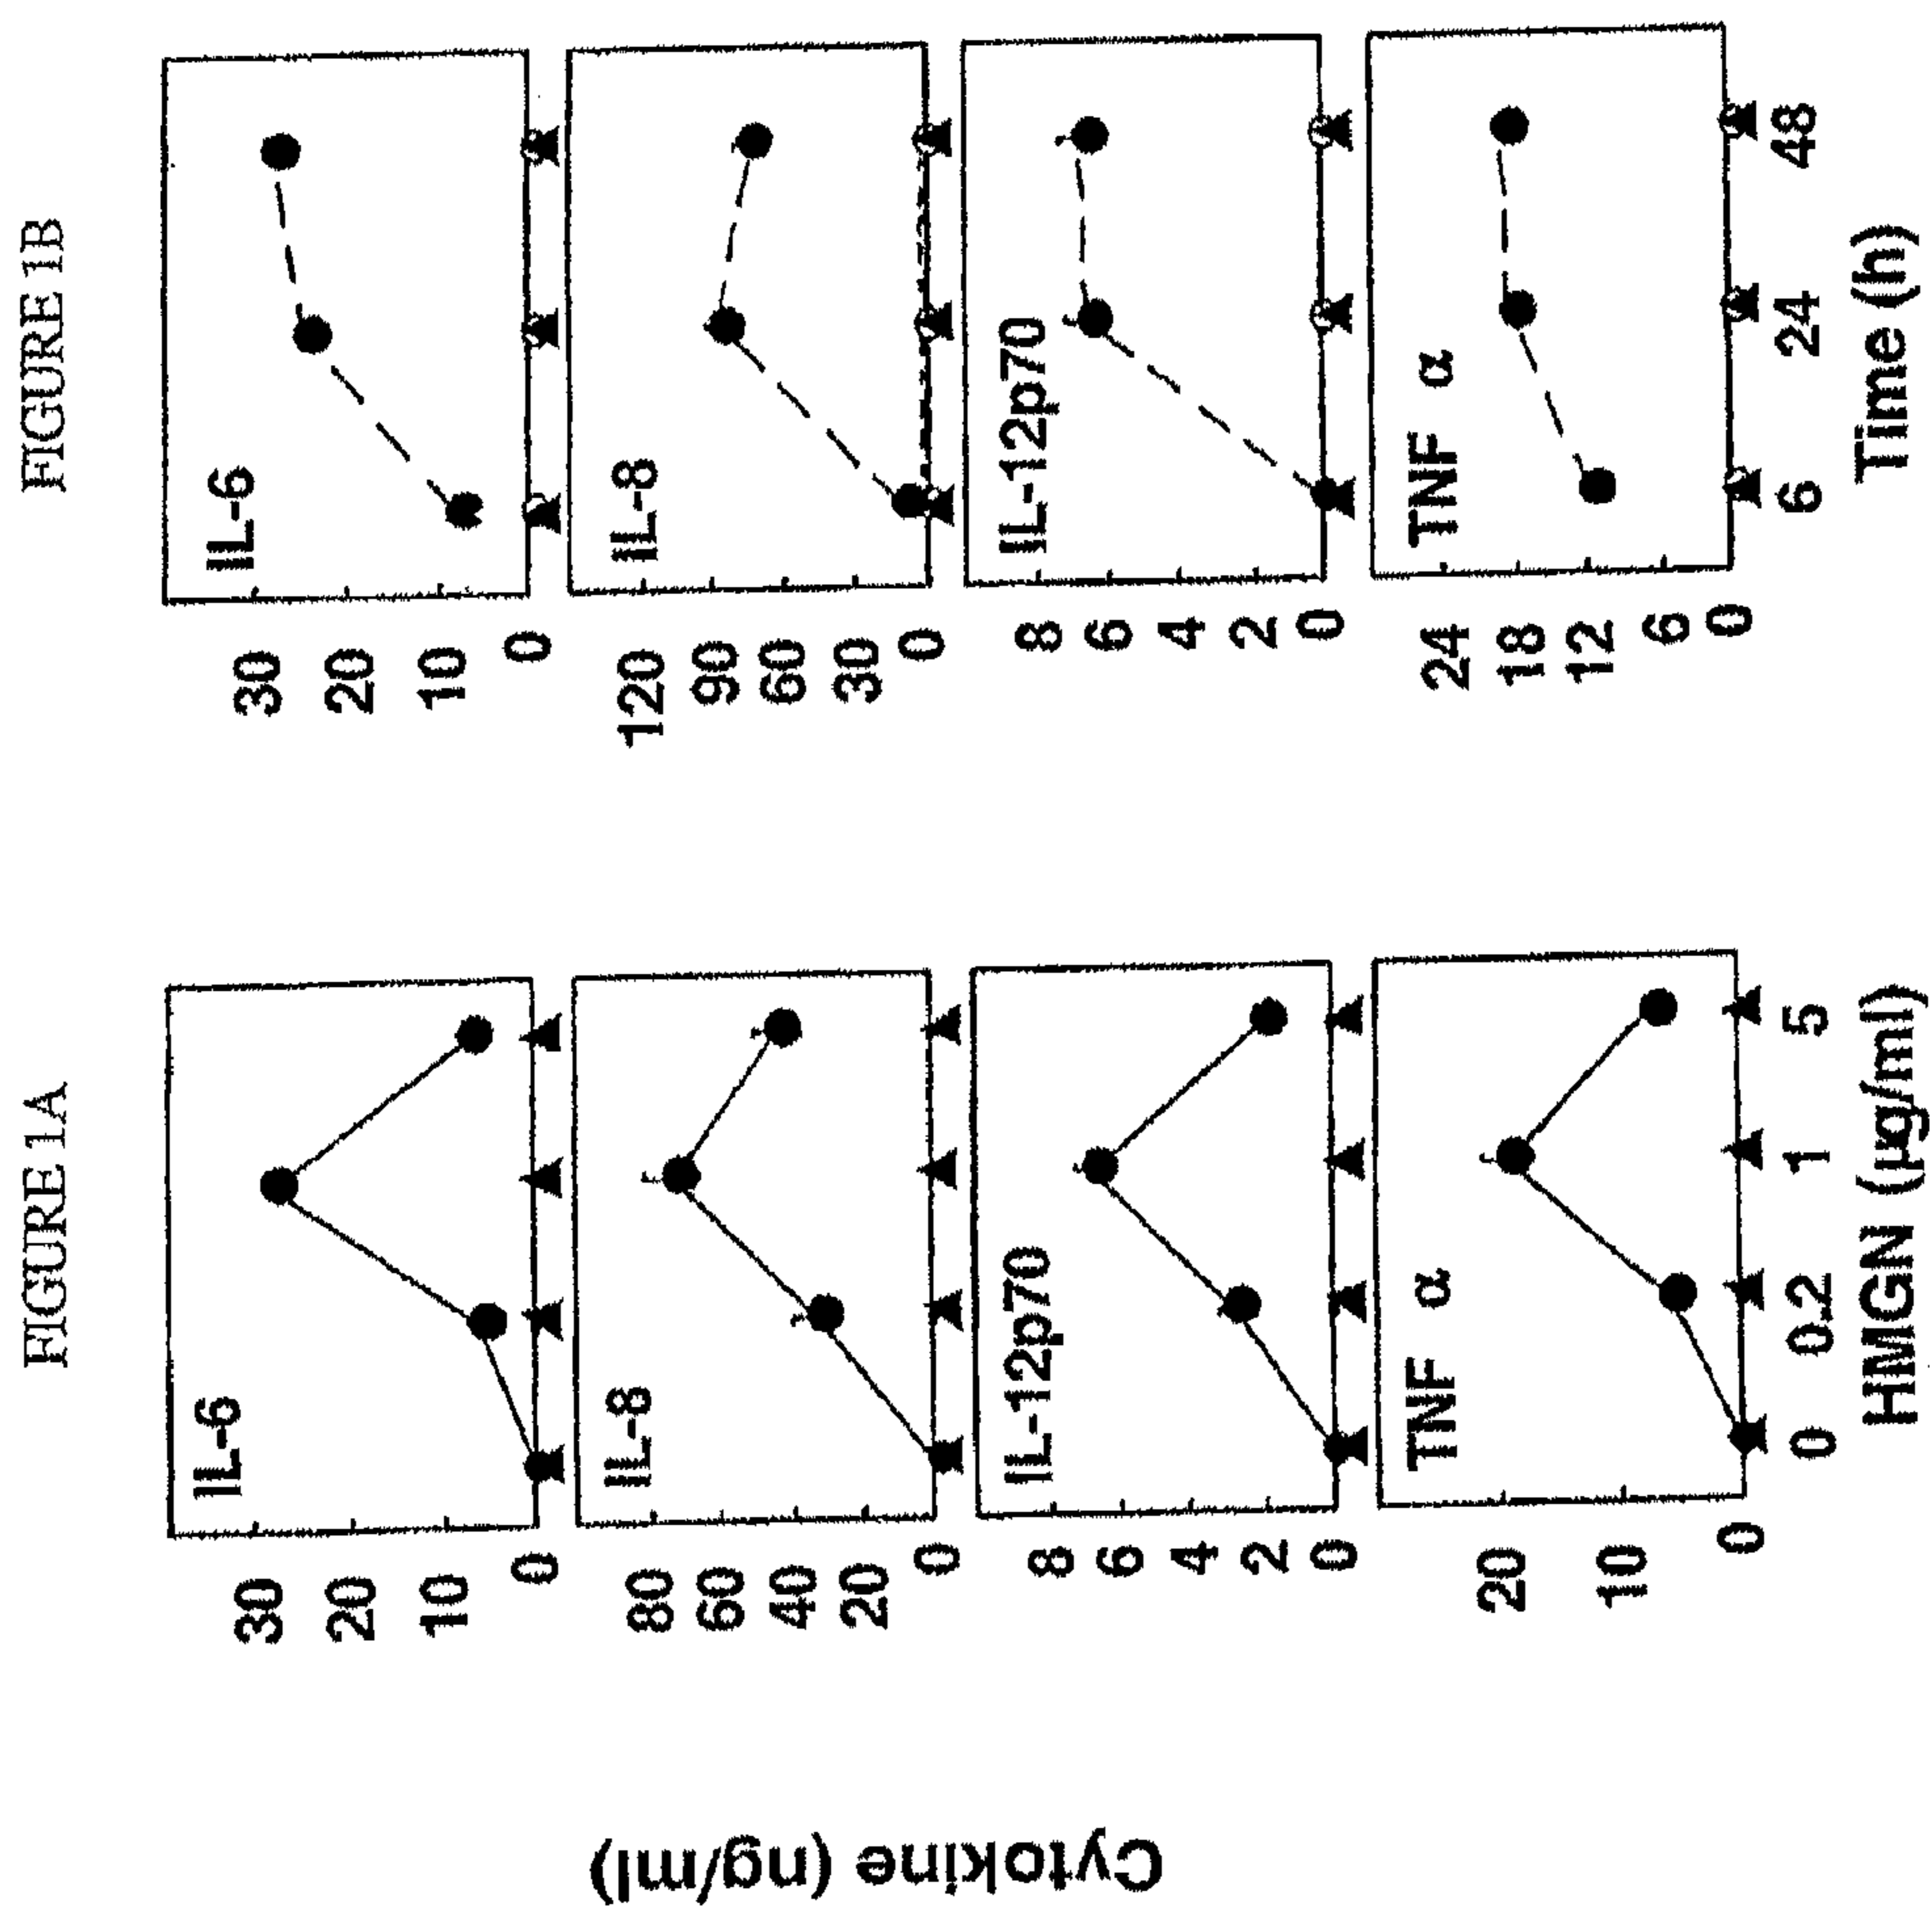 FIGURE 1A
FIGURE 1B
Cytokine (ng/ml)
IL-6
30
20
10
0
IL-8
80
60
40
20
0
IL-12p70
8
6
4
2
0
TNF α
20
10
0
0 0.2 1 5
HMGN (µg/ml)
IL-6
30
20
10
0
IL-8
120
90
60
30
0
IL-12p70
8
6
4
2
0
TNF α
24
18
12
6
0
6 24 48
Time (h)